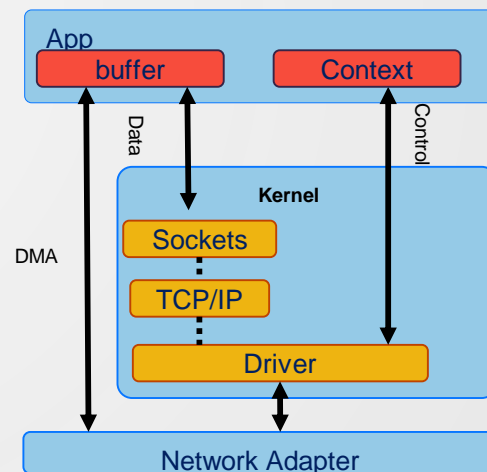 App
buffer
Context
Data
Control
Kernel
Sockets
DMA
TCP/IP
Driver
Network Adapter